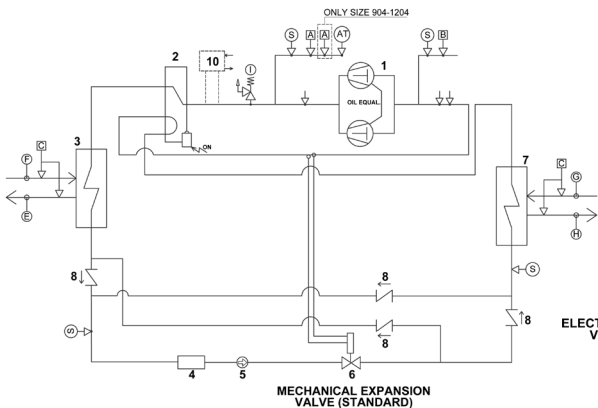 ONLY SIZE 904-1204
S A A AT S B
2 10 I 1
OIL EQUAL.
ON
3 7
C C
F G
E H
8 8 S
8
S 8
ELECT
V
4 5 6
MECHANICAL EXPANSION
VALVE (STANDARD)